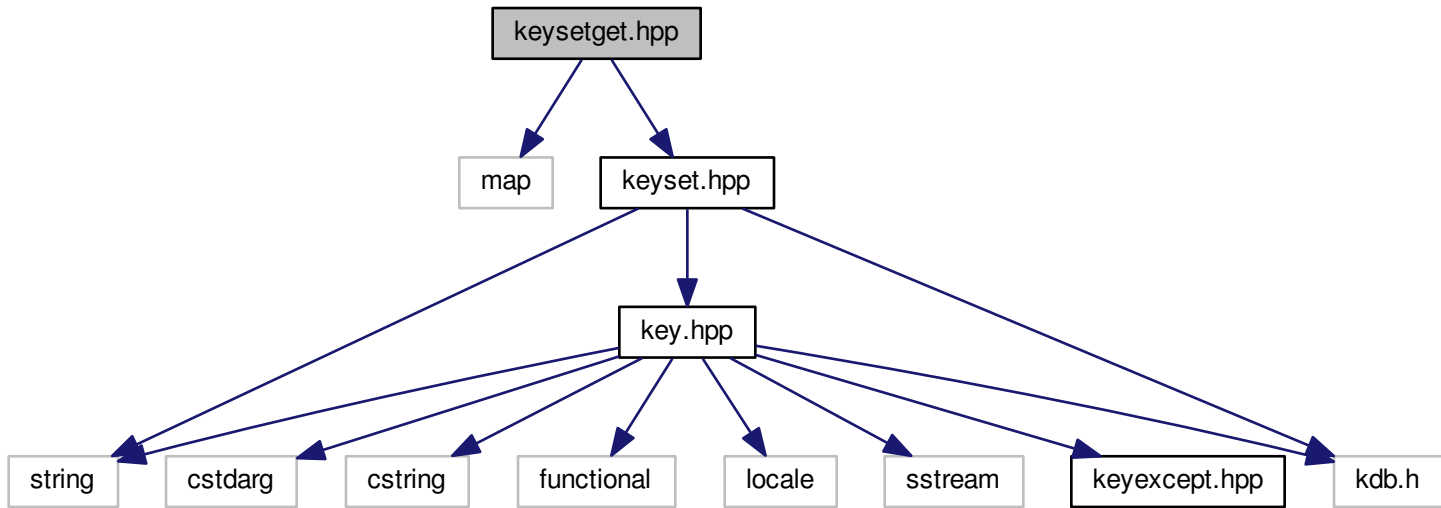 keysetget.hpp
map
keyset.hpp
key.hpp
string
cstdarg
cstring
functional
locale
sstream
keyexcept.hpp
kdb.h